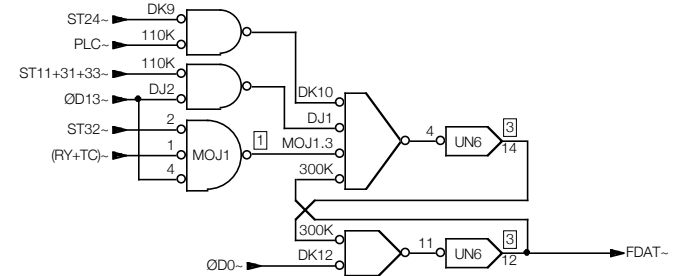 ST24~ DK9
PLC~ 110K
ST11+31+33~ 110K
ØD13~ DJ2
ST32~ 2
(RY+TC)~ 1 MOJ1 1
4
DK10
DJ1
MOJ1.3
300K
4 UN6 3
14
300K
ØD0~ DK12
11 UN6 3
12
FDAT~